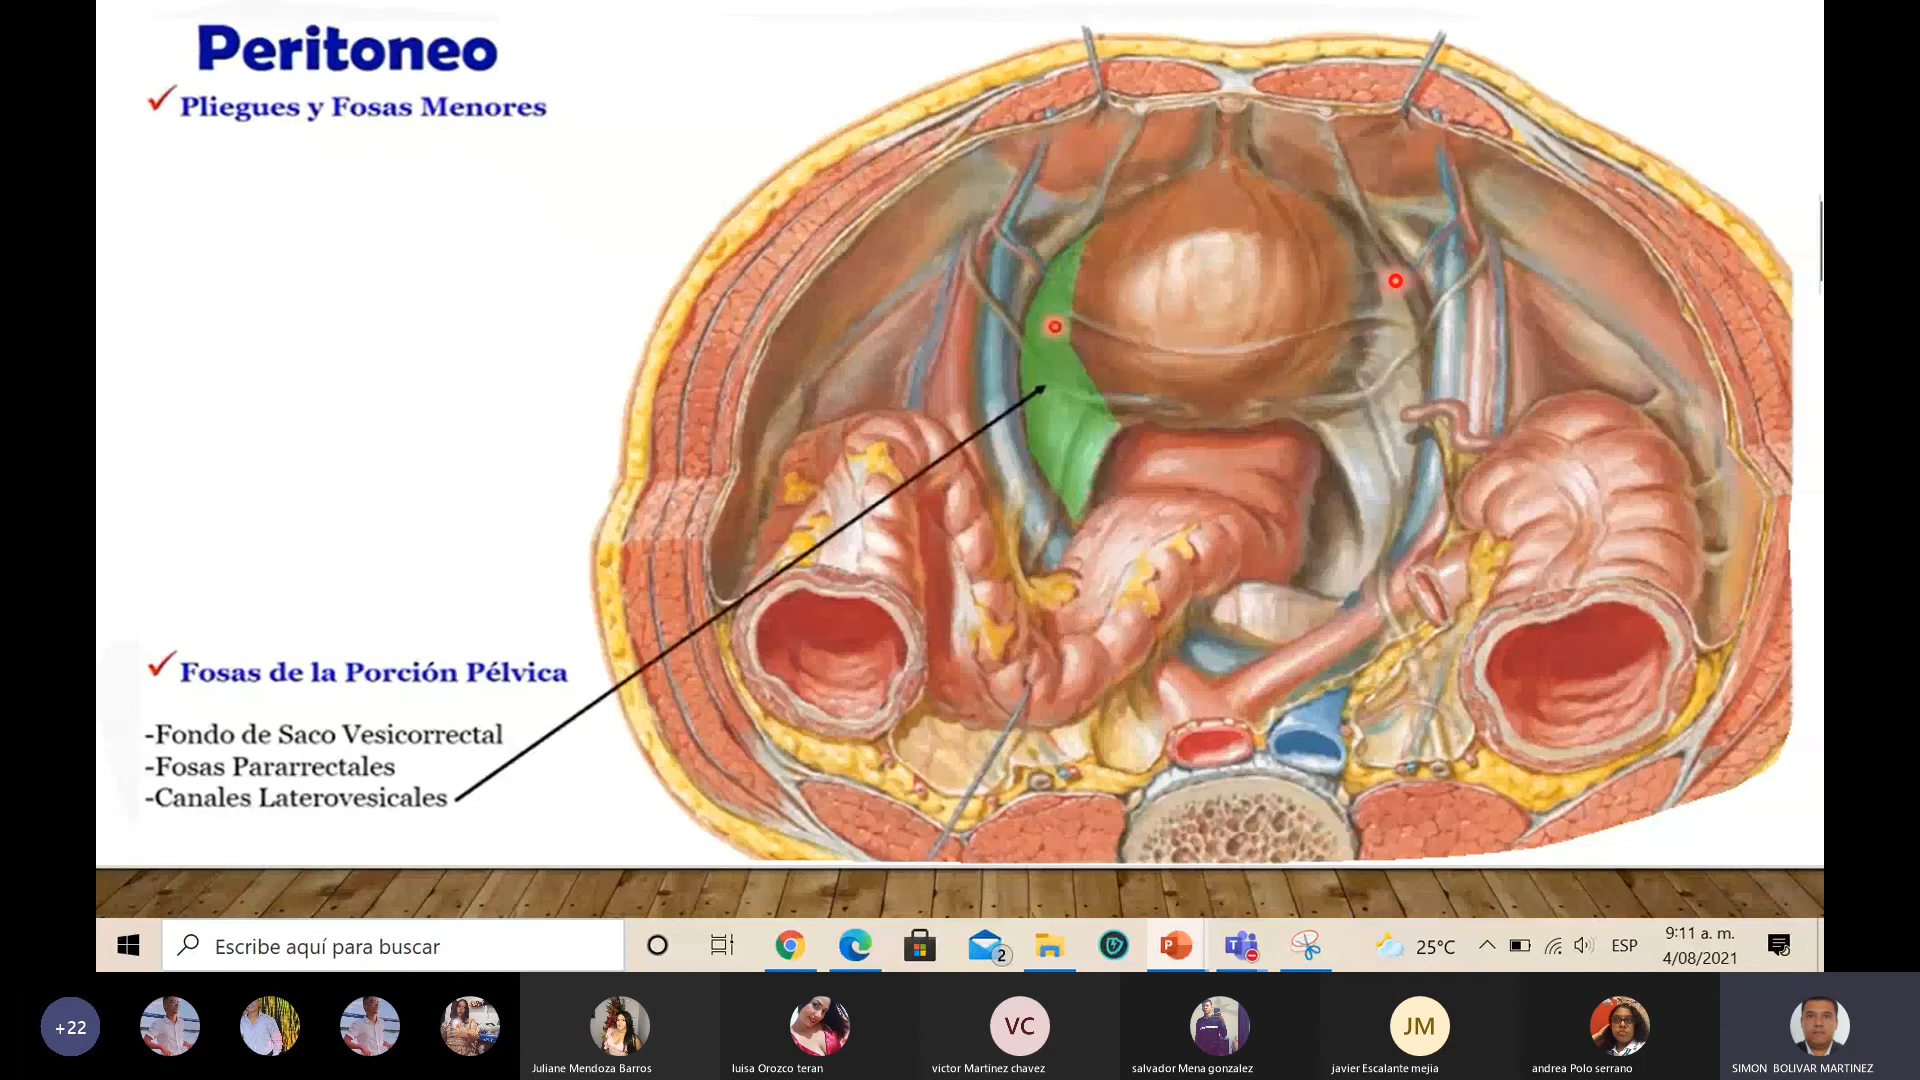 Peritoneo
Pliegues y Fosas Menores
Fosas de la Porción Pélvica
-Fondo de Saco Vesicorrectal
-Fosas Pararrectales
-Canales Laterovesicales
Escribe aquí para buscar
2
25°C
ESP
9:11 a. m.
4/08/2021
+22
VC
JM
Juliane Mendoza Barros
luisa Orozco teran
victor Martinez chavez
salvador Mena gonzalez
javier Escalante mejia
andrea Polo serrano
SIMON BOLIVAR MARTINEZ